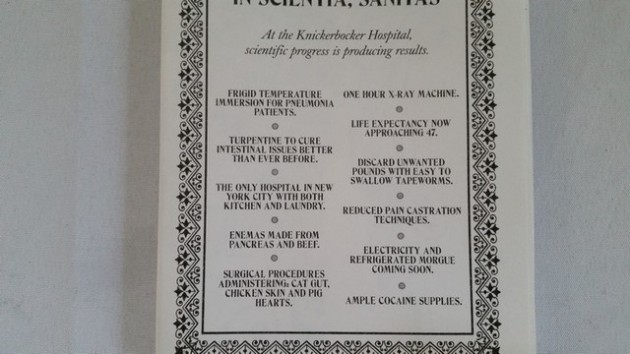 IN SCIENTIA, SANITAS
At the Knickerbocker Hospital,
scientific progress is producing results.
FRIGID TEMPERATURE
IMMERSION FOR PNEUMONIA
PATIENTS.
TURPENTINE TO CURE
INTESTINAL ISSUES BETTER
THAN EVER BEFORE.
THE ONLY HOSPITAL IN NEW
YORK CITY WITH BOTH
KITCHEN AND LAUNDRY.
ENEMAS MADE FROM
PANCREAS AND BEEF.
SURGICAL PROCEDURES
ADMINISTERING: CAT GUT,
CHICKEN SKIN AND PIG
HEARTS.
ONE HOUR X-RAY MACHINE.
LIFE EXPECTANCY NOW
APPROACHING 47.
DISCARD UNWANTED
POUNDS WITH EASY TO
SWALLOW TAPEWORMS.
REDUCED PAIN CASTRATION
TECHNIQUES.
ELECTRICITY AND
REFRIGERATED MORGUE
COMING SOON.
AMPLE COCAINE SUPPLIES.